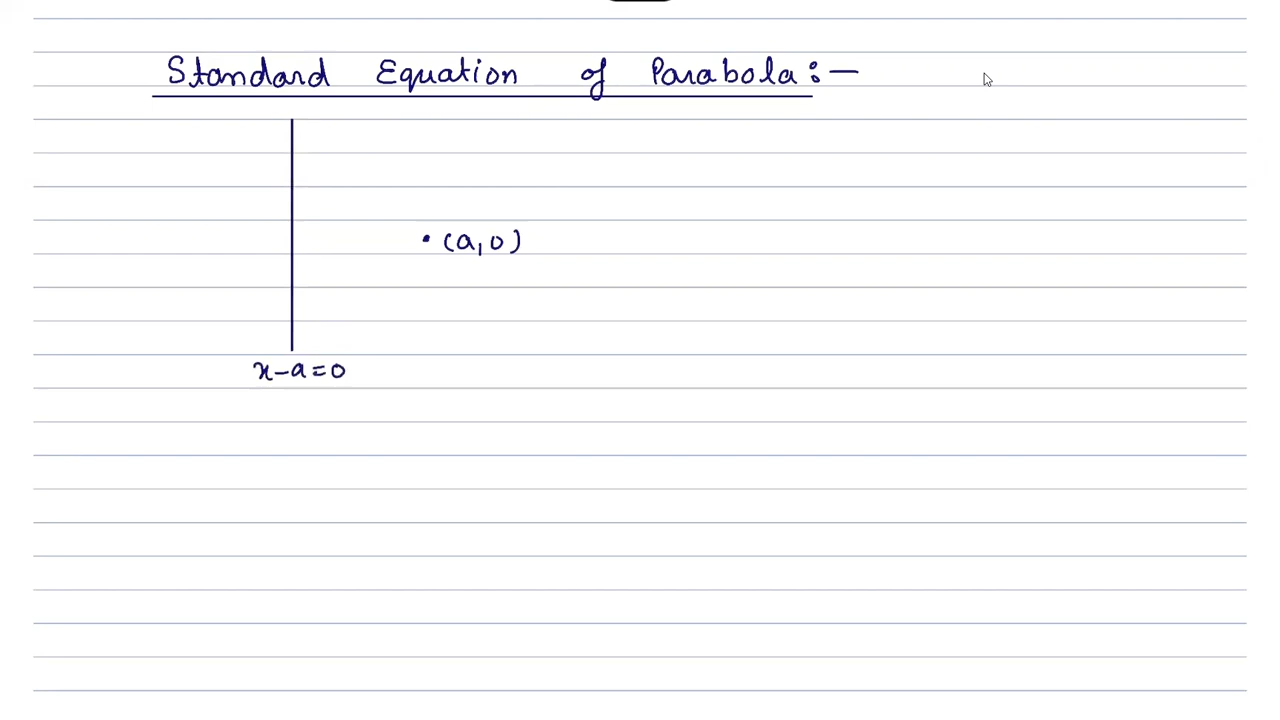 Standard Equation of Parabola:-
(a,0)
x-a=0